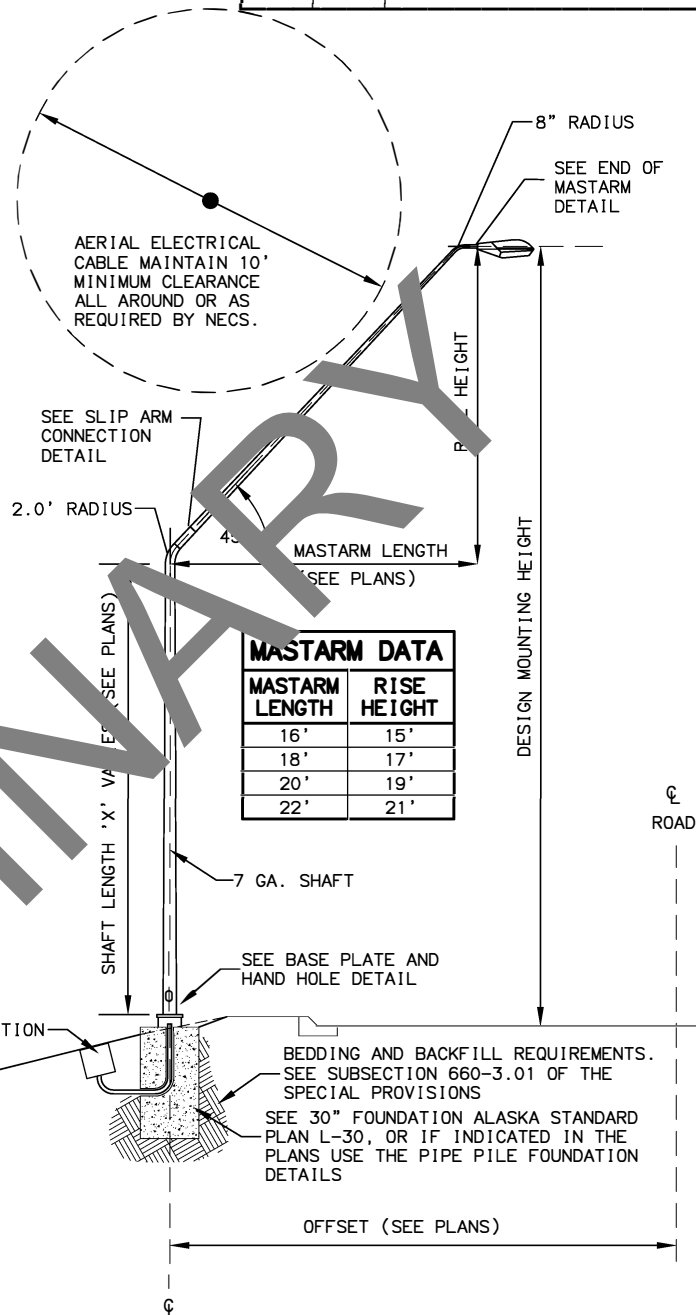 8" RADIUS
SEE END OF
MASTARM
DETAIL
AERIAL ELECTRICAL
CABLE MAINTAIN 10'
MINIMUM CLEARANCE
ALL AROUND OR AS
REQUIRED BY NECS.
HEIGHT
SEE SLIP ARM
CONNECTION
DETAIL
2.0' RADIUS
MASTARM LENGTH
(SEE PLANS)
DESIGN MOUNTING HEIGHT
SHAFT LENGTH 'X' (SEE PLANS)
MASTARM DATA
MASTARM LENGTH RISE HEIGHT
16' 15'
18' 17'
20' 19'
22' 21'
℄
ROAD
7 GA. SHAFT
SEE BASE PLATE AND
HAND HOLE DETAIL
BEDDING AND BACKFILL REQUIREMENTS.
SEE SUBSECTION 660-3.01 OF THE
SPECIAL PROVISIONS
SEE 30" FOUNDATION ALASKA STANDARD
PLAN L-30, OR IF INDICATED IN THE
PLANS USE THE PIPE PILE FOUNDATION
DETAILS
OFFSET (SEE PLANS)
℄